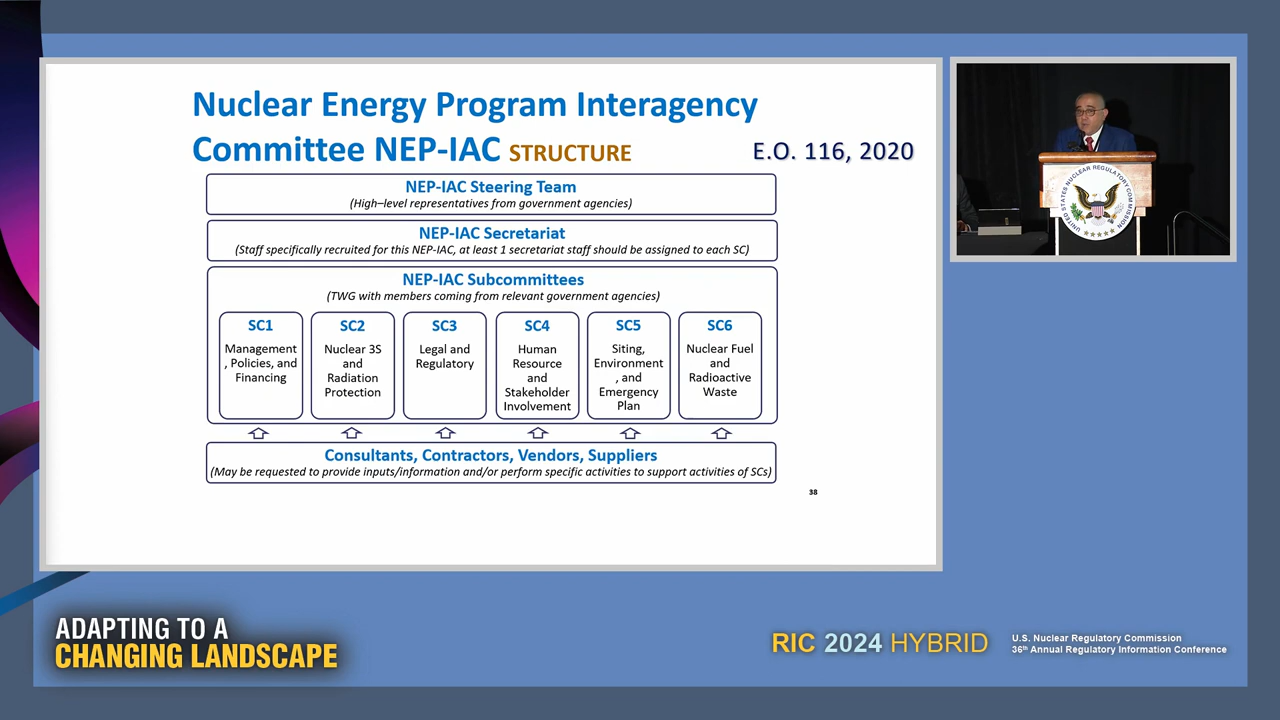 Nuclear Energy Program Interagency
Committee NEP-IAC STRUCTURE
E.O. 116, 2020
NEP-IAC Steering Team
(High–level representatives from government agencies)
NEP-IAC Secretariat
(Staff specifically recruited for this NEP-IAC, at least 1 secretariat staff should be assigned to each SC)
NEP-IAC Subcommittees
(TWG with members coming from relevant government agencies)
SC1
Management
, Policies, and
Financing
SC2
Nuclear 3S
and
Radiation
Protection
SC3
Legal and
Regulatory
SC4
Human
Resource
and
Stakeholder
Involvement
SC5
Siting,
Environment
, and
Emergency
Plan
SC6
Nuclear Fuel
and
Radioactive
Waste
Consultants, Contractors, Vendors, Suppliers
(May be requested to provide inputs/information and/or perform specific activities to support activities of SCs)
38
UNITED STATES NUCLEAR REGULATORY COMMISSION
ADAPTING TO A
CHANGING LANDSCAPE
RIC 2024 HYBRID
U.S. Nuclear Regulatory Commission
36th Annual Regulatory Information Conference